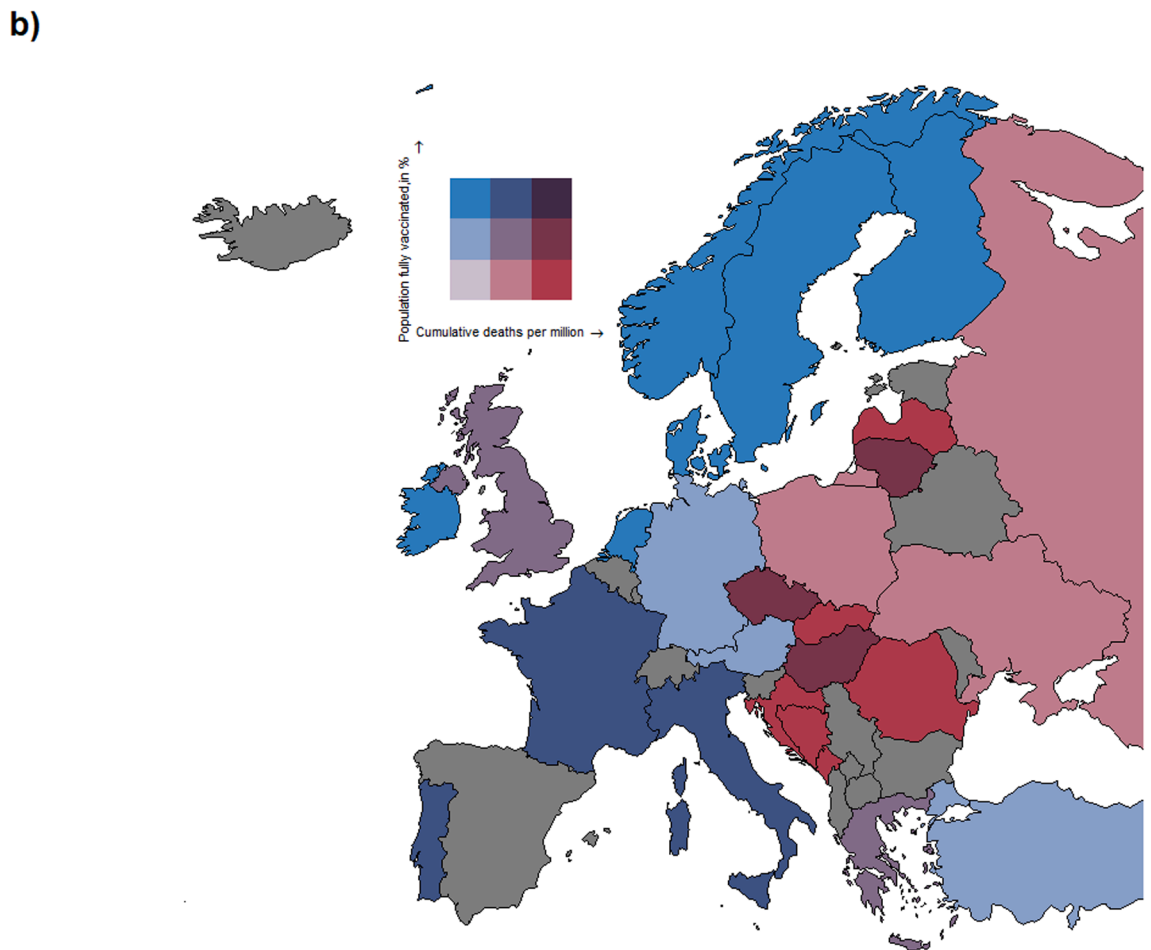 b)
Population fully vaccinated,in % →
Cumulative deaths per million →